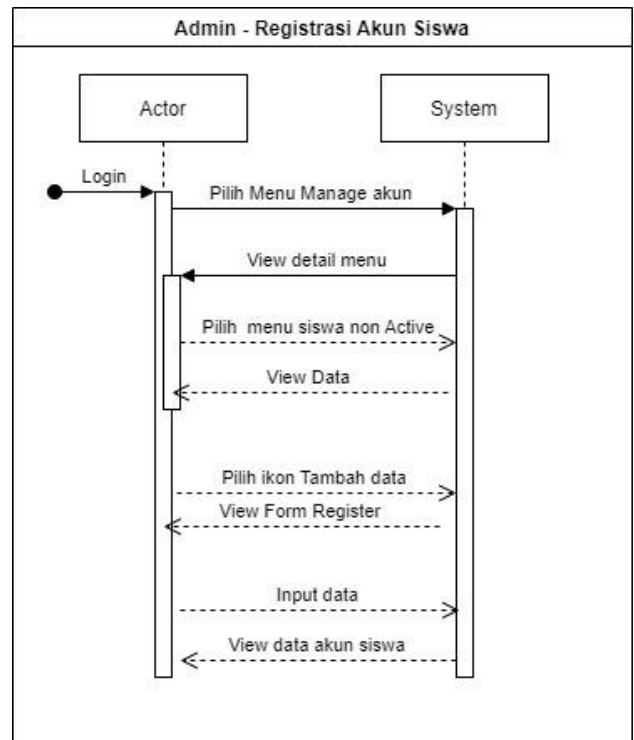 Admin - Registrasi Akun Siswa
Actor
System
Login
Pilih Menu Manage akun
View detail menu
Pilih menu siswa non Active
View Data
Pilih ikon Tambah data
View Form Register
Input data
View data akun siswa